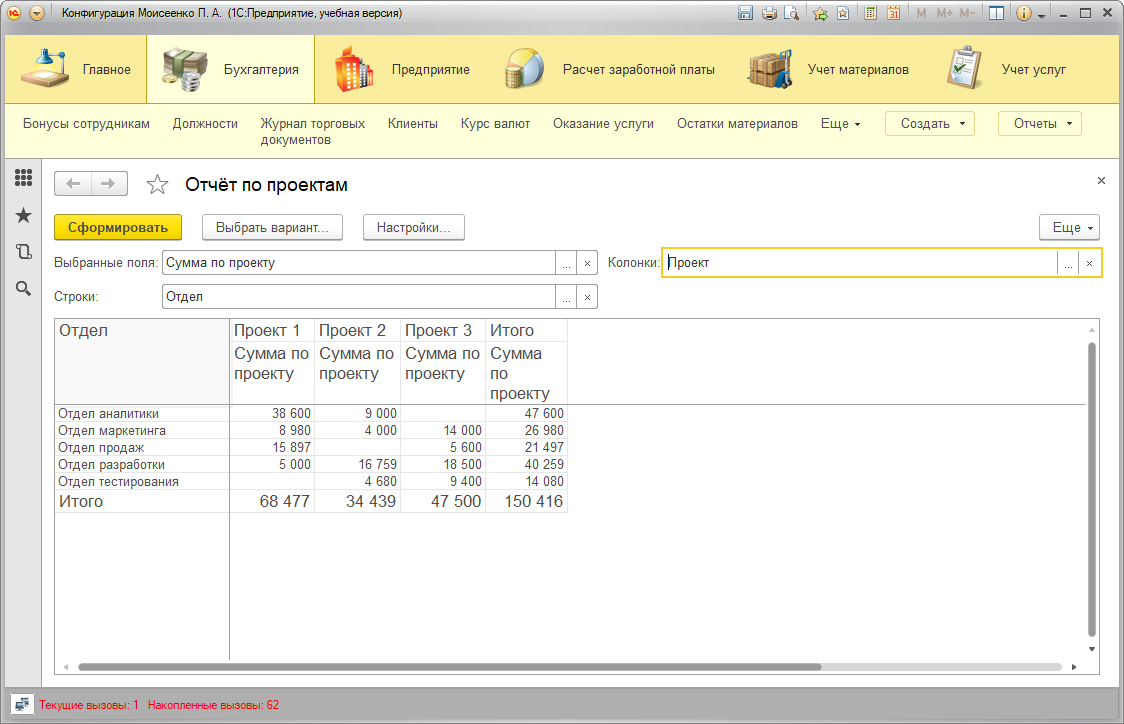 Конфигурация Моисеенко П. А. (1С:Предприятие, учебная версия)
M M+ M-
31
Главное
Бухгалтерия
Предприятие
Расчет заработной платы
Учет материалов
Учет услуг
Бонусы сотрудникам
Должности
Журнал торговых
документов
Клиенты
Курс валют
Оказание услуги
Остатки материалов
Еще
Создать
Отчеты
Отчёт по проектам
Сформировать
Выбрать вариант...
Настройки...
Еще
Выбранные поля: Сумма по проекту ...
Колонки: Проект ...
Строки: Отдел ...
Отдел Проект 1 Проект 2 Проект 3 Итого
Сумма по Сумма по Сумма по Сумма
проекту проекту проекту по
проекту
Отдел аналитики 38 600 9 000 47 600
Отдел маркетинга 8 980 4 000 14 000 26 980
Отдел продаж 15 897 5 600 21 497
Отдел разработки 5 000 16 759 18 500 40 259
Отдел тестирования 4 680 9 400 14 080
Итого 68 477 34 439 47 500 150 416
Текущие вызовы: 1 Накопленные вызовы: 62